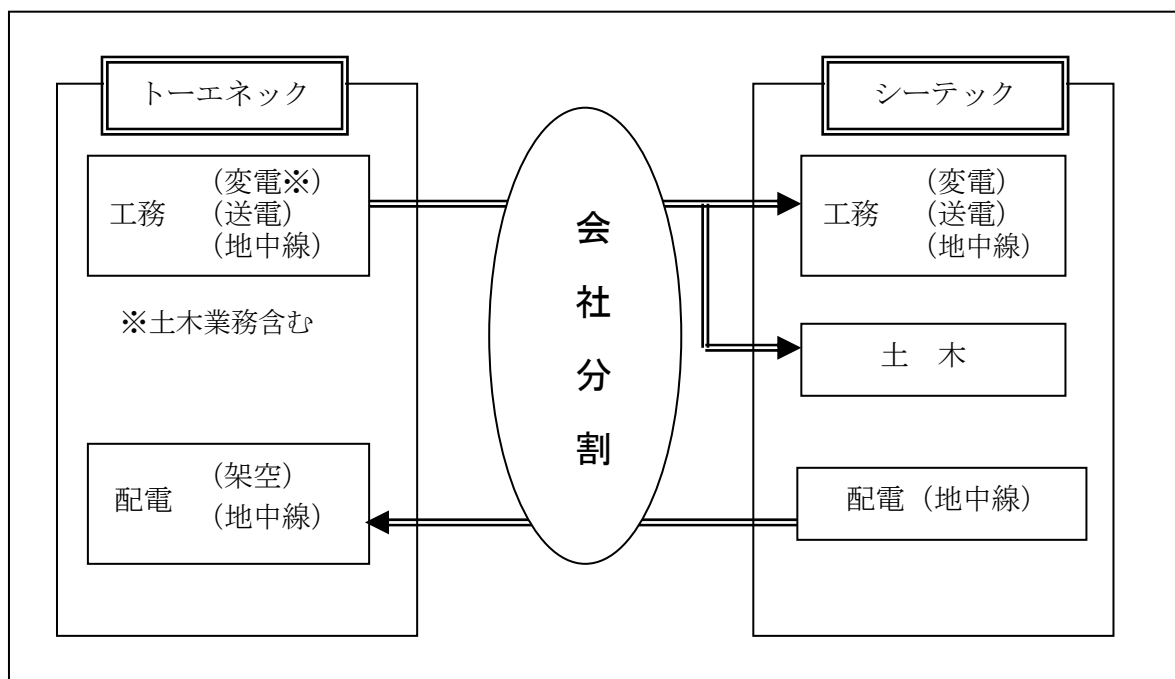 トーエネック
工務
(変電※)
(送電)
(地中線)
※土木業務含む
配電
(架空)
(地中線)
会社分割
シーテック
工務
(変電)
(送電)
(地中線)
土 木
配電(地中線)